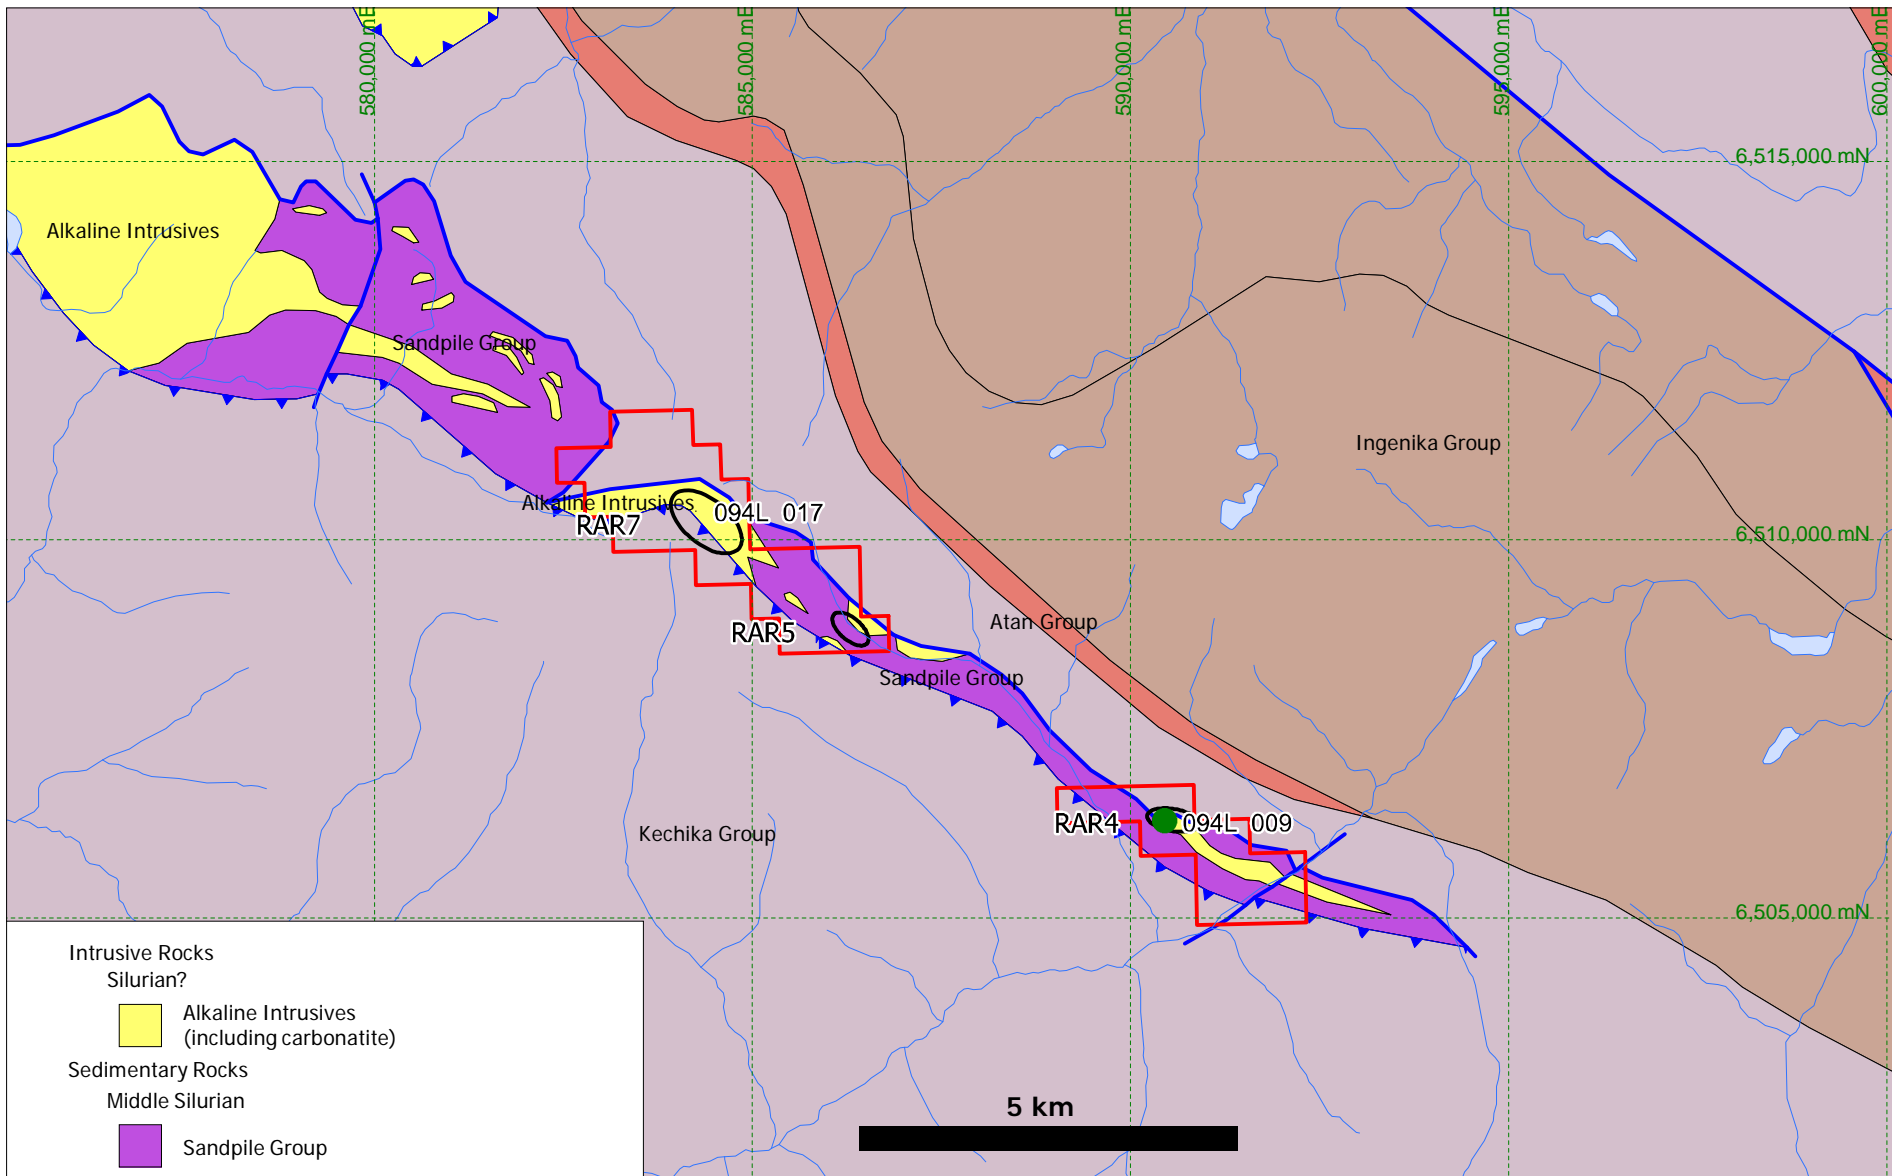 580,000 mE
585,000 mE
590,000 mE
595,000 mE
600,000 mE
6,515,000 mN
Alkaline Intrusives
Sandpile Group
Ingenika Group
Alkaline Intrusives
RAR7
094L 017
6,510,000 mN
Atan Group
RAR5
Sandpile Group
RAR4
094L 009
Kechika Group
6,505,000 mN
Intrusive Rocks
Silurian?
Alkaline Intrusives
(including carbonatite)
Sedimentary Rocks
Middle Silurian
Sandpile Group
5 km